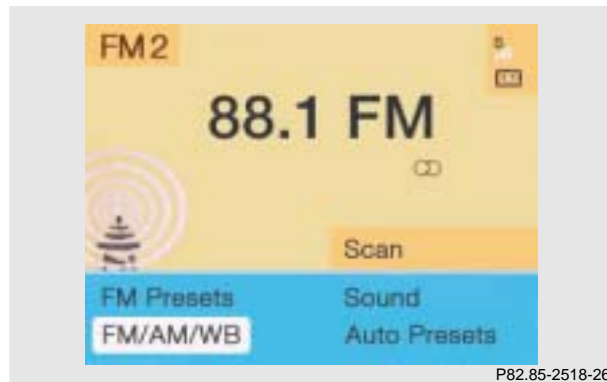 FM2
88.1 FM
Scan
FM Presets Sound
FM/AM/WB Auto Presets
P82.85-2518-26